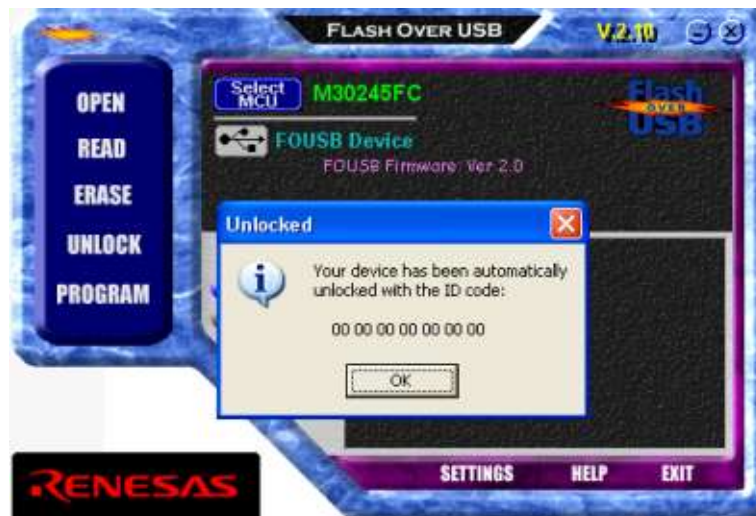 FLASH OVER USB
V.2.10
OPEN
READ
ERASE
UNLOCK
PROGRAM
Select MCU
M30245FC
FOUSB Device
FOUSB Firmware: Ver 2.0
Flash
OVER
USB
Unlocked
Your device has been automatically
unlocked with the ID code:
00 00 00 00 00 00 00
OK
RENESAS
SETTINGS
HELP
EXIT